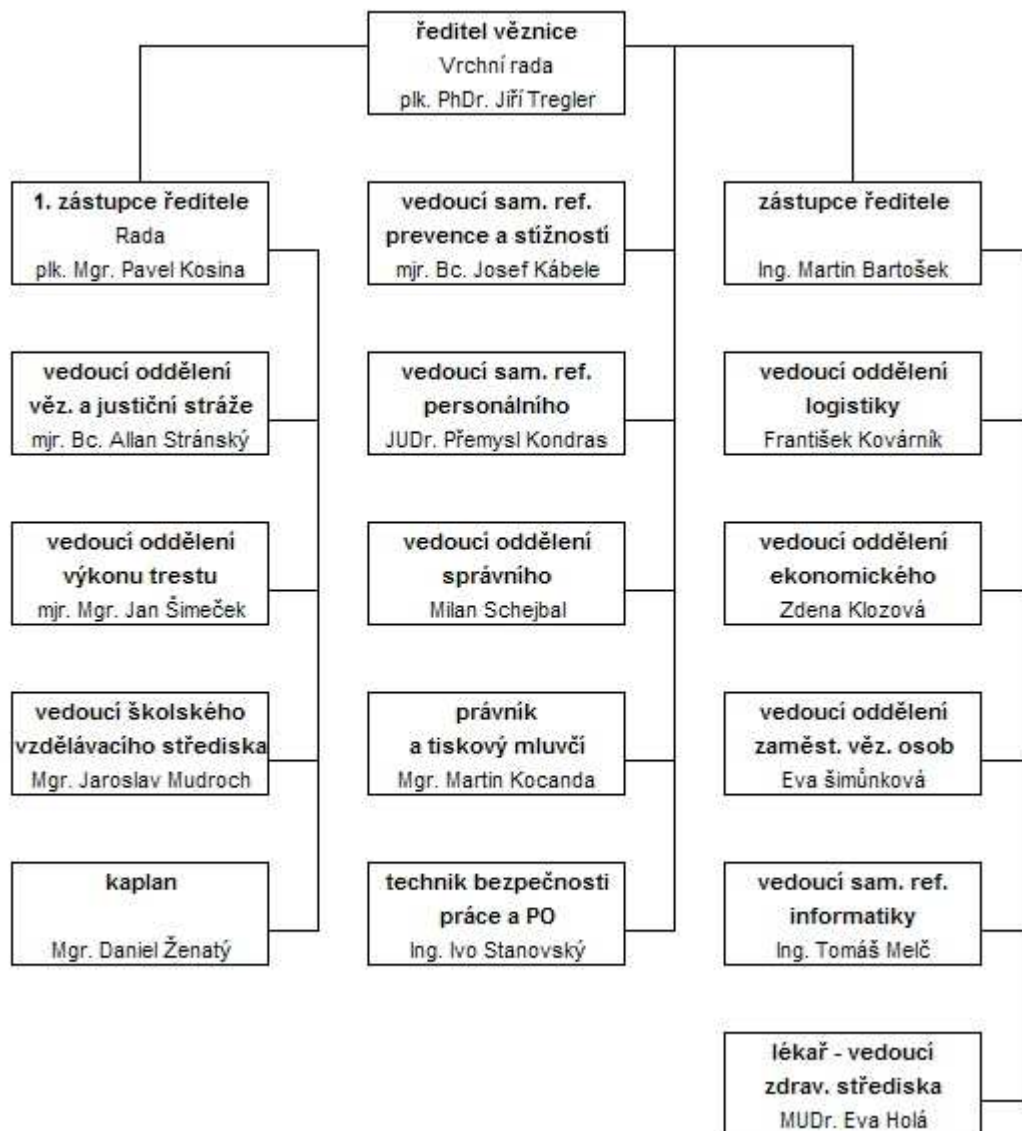 ředitel věznice
Vrchní rada
plk. PhDr. Jiří Tregler
1. zástupce ředitele
Rada
plk. Mgr. Pavel Kosina
vedoucí sam. ref.
prevence a stížností
mjr. Bc. Josef Kábele
zástupce ředitele
Ing. Martin Bartošek
vedoucí oddělení
věz. a justiční stráže
mjr. Bc. Allan Stránský
vedoucí sam. ref.
personálního
JUDr. Přemysl Kondras
vedoucí oddělení
logistiky
František Kovárník
vedoucí oddělení
výkonu trestu
mjr. Mgr. Jan Šimeček
vedoucí oddělení
správního
Milan Schejbal
vedoucí oddělení
ekonomického
Zdena Klozová
vedoucí školského
vzdělávacího střediska
Mgr. Jaroslav Mudroch
právník
a tiskový mluvčí
Mgr. Martin Kocanda
vedoucí oddělení
zaměst. věz. osob
Eva šimůnková
kaplan
Mgr. Daniel Ženatý
technik bezpečnosti
práce a PO
Ing. Ivo Stanovský
vedoucí sam. ref.
informatiky
Ing. Tomáš Melč
lékař - vedoucí
zdrav. střediska
MUDr. Eva Holá